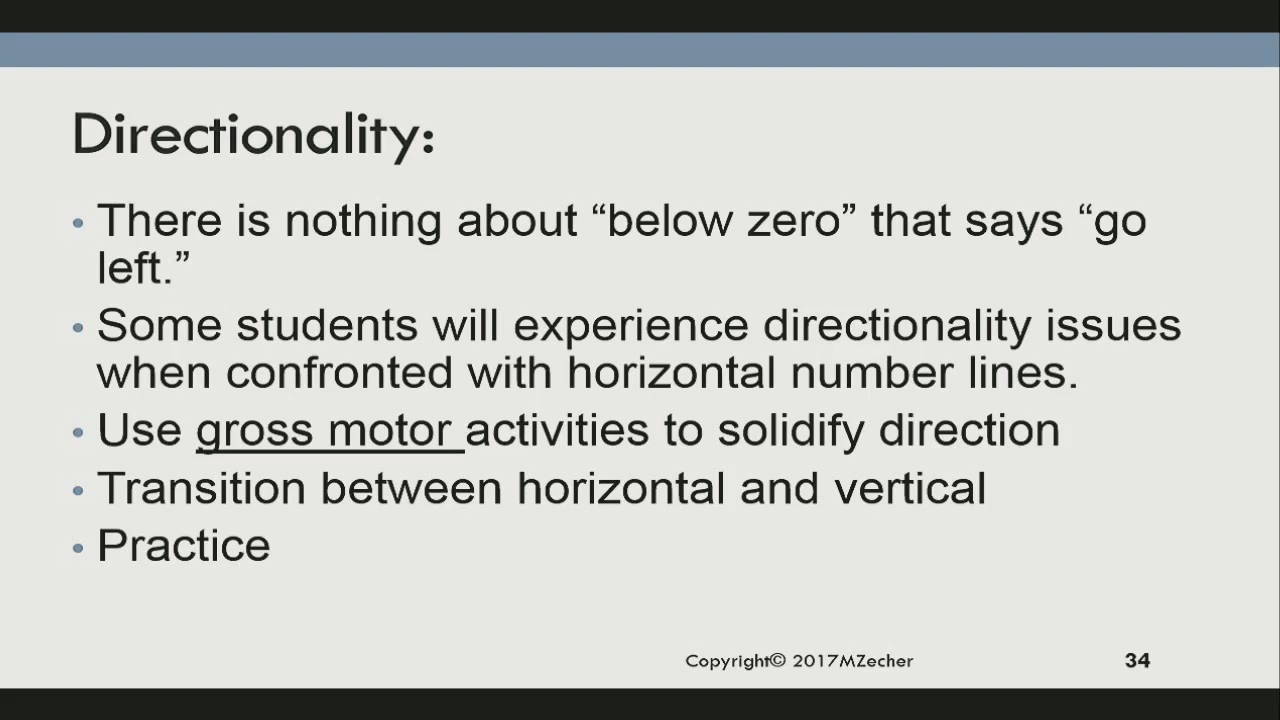 Directionality:
• There is nothing about “below zero” that says “go
left.”
• Some students will experience directionality issues
when confronted with horizontal number lines.
• Use gross motor activities to solidify direction
• Transition between horizontal and vertical
• Practice
Copyright© 2017MZecher 34